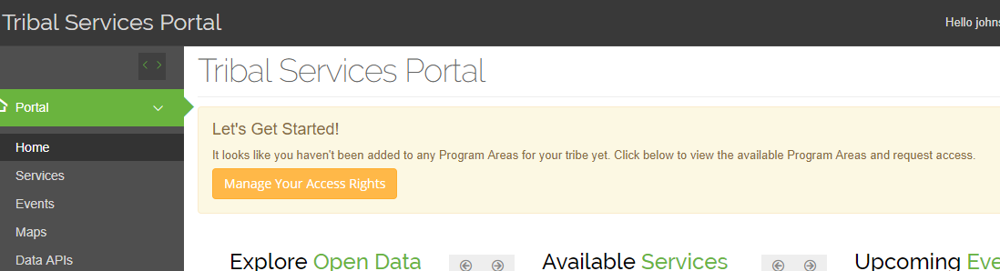 Tribal Services Portal
Hello johns
Tribal Services Portal
Portal
Let's Get Started!
It looks like you haven't been added to any Program Areas for your tribe yet. Click below to view the available Program Areas and request access.
Manage Your Access Rights
Home
Services
Events
Maps
Data APIs
Explore Open Data
Available Services
Upcoming Eve